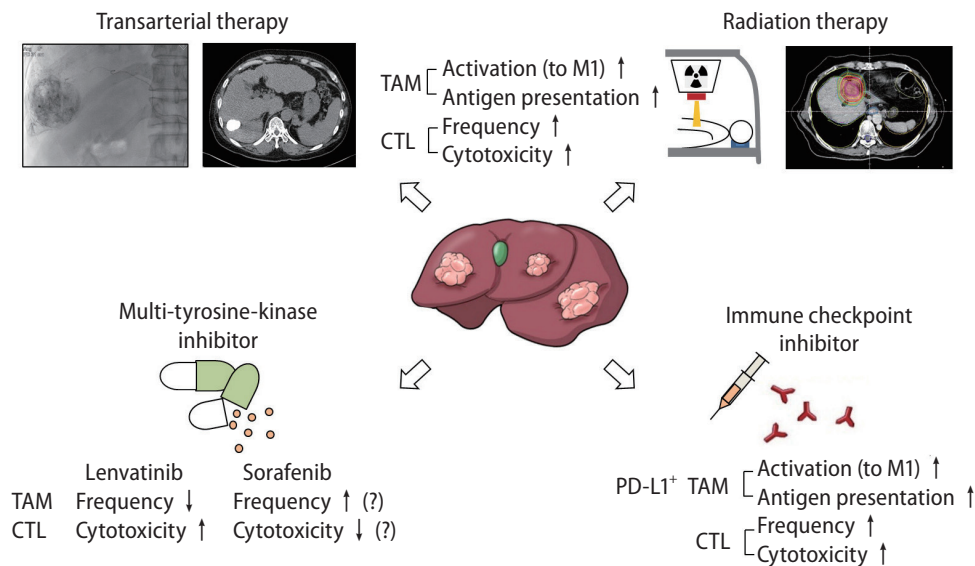 Transarterial therapy
Radiation therapy
TAM
Activation (to M1) ↑
Antigen presentation ↑
CTL
Frequency ↑
Cytotoxicity ↑
Multi-tyrosine-kinase
inhibitor
Immune checkpoint
inhibitor
Lenvatinib Sorafenib
TAM Frequency ↓ Frequency ↑ (?)
CTL Cytotoxicity ↑ Cytotoxicity ↓ (?)
PD-L1⁺ TAM
Activation (to M1) ↑
Antigen presentation ↑
CTL
Frequency ↑
Cytotoxicity ↑